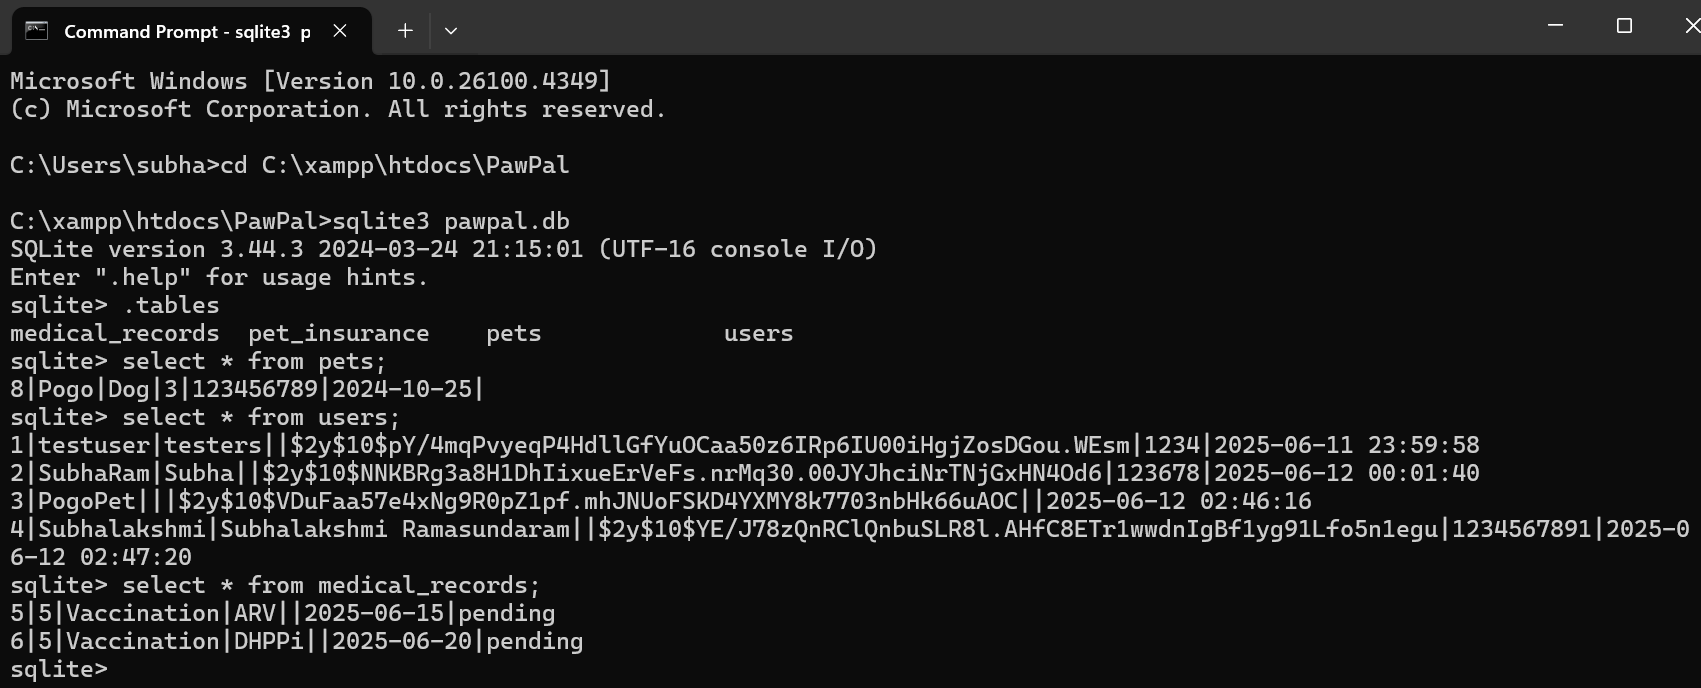 Command Prompt - sqlite3 p
Microsoft Windows [Version 10.0.26100.4349]
(c) Microsoft Corporation. All rights reserved.
C:\Users\subha>cd C:\xampp\htdocs\PawPal
C:\xampp\htdocs\PawPal>sqlite3 pawpal.db
SQLite version 3.44.3 2024-03-24 21:15:01 (UTF-16 console I/O)
Enter ".help" for usage hints.
sqlite> .tables
medical_records  pet_insurance    pets             users
sqlite> select * from pets;
8|Pogo|Dog|3|123456789|2024-10-25|
sqlite> select * from users;
1|testuser|testers||$2y$10$pY/4mqPvyeqP4HdllGfYuOCaa50z6IRp6IU00iHgjZosDGou.WEsm|1234|2025-06-11 23:59:58
2|SubhaRam|Subha||$2y$10$NNKBRg3a8H1DhIixueErVeFs.nrMq30.00JYJhciNrTNjGxHN4Od6|123678|2025-06-12 00:01:40
3|PogoPet|||$2y$10$VDuFaa57e4xNg9R0pZ1pf.mhJNUoFSKD4YXMY8k7703nbHk66uAOC||2025-06-12 02:46:16
4|Subhalakshmi|Subhalakshmi Ramasundaram||$2y$10$YE/J78zQnRClQnbuSLR8l.AHfC8ETr1wwdnIgBf1yg91Lfo5n1egu|1234567891|2025-0
6-12 02:47:20
sqlite> select * from medical_records;
5|5|Vaccination|ARV||2025-06-15|pending
6|5|Vaccination|DHPPi||2025-06-20|pending
sqlite>